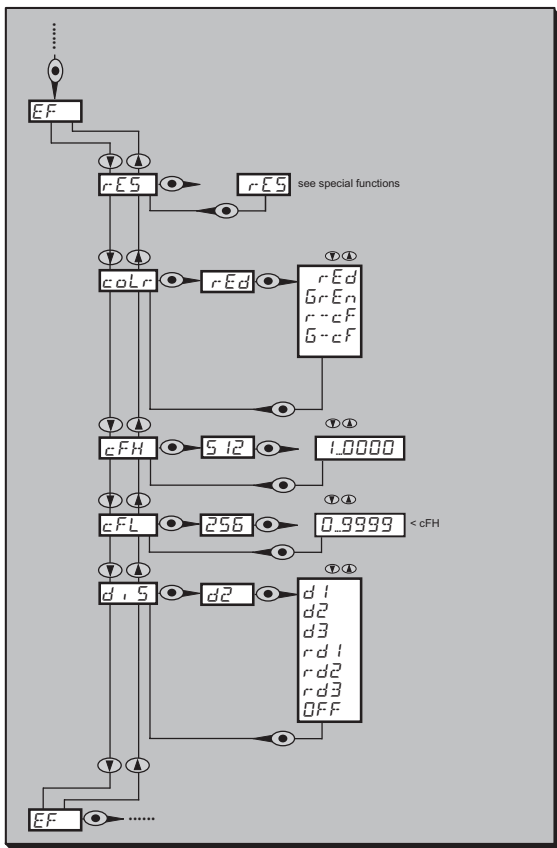 EF
rES rES see special functions
coLr rEd rEd
GrEn
r-cF
G-cF
cFH 512 1...0000
cFL 256 0...9999 < cFH
diS d2 d1
d2
d3
rd1
rd2
rd3
OFF
EF ......